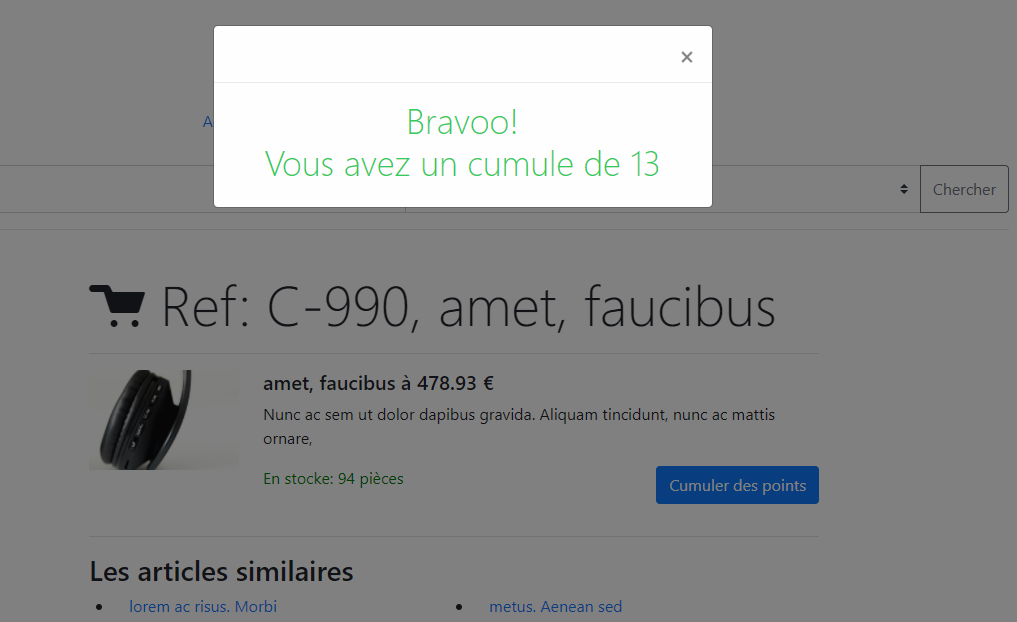 Bravoo!
Vous avez un cumule de 13
A
Chercher
Ref: C-990, amet, faucibus
amet, faucibus à 478.93 €
Nunc ac sem ut dolor dapibus gravida. Aliquam tincidunt, nunc ac mattis
ornare,
En stocke: 94 pièces
Cumuler des points
Les articles similaires
lorem ac risus. Morbi
metus. Aenean sed